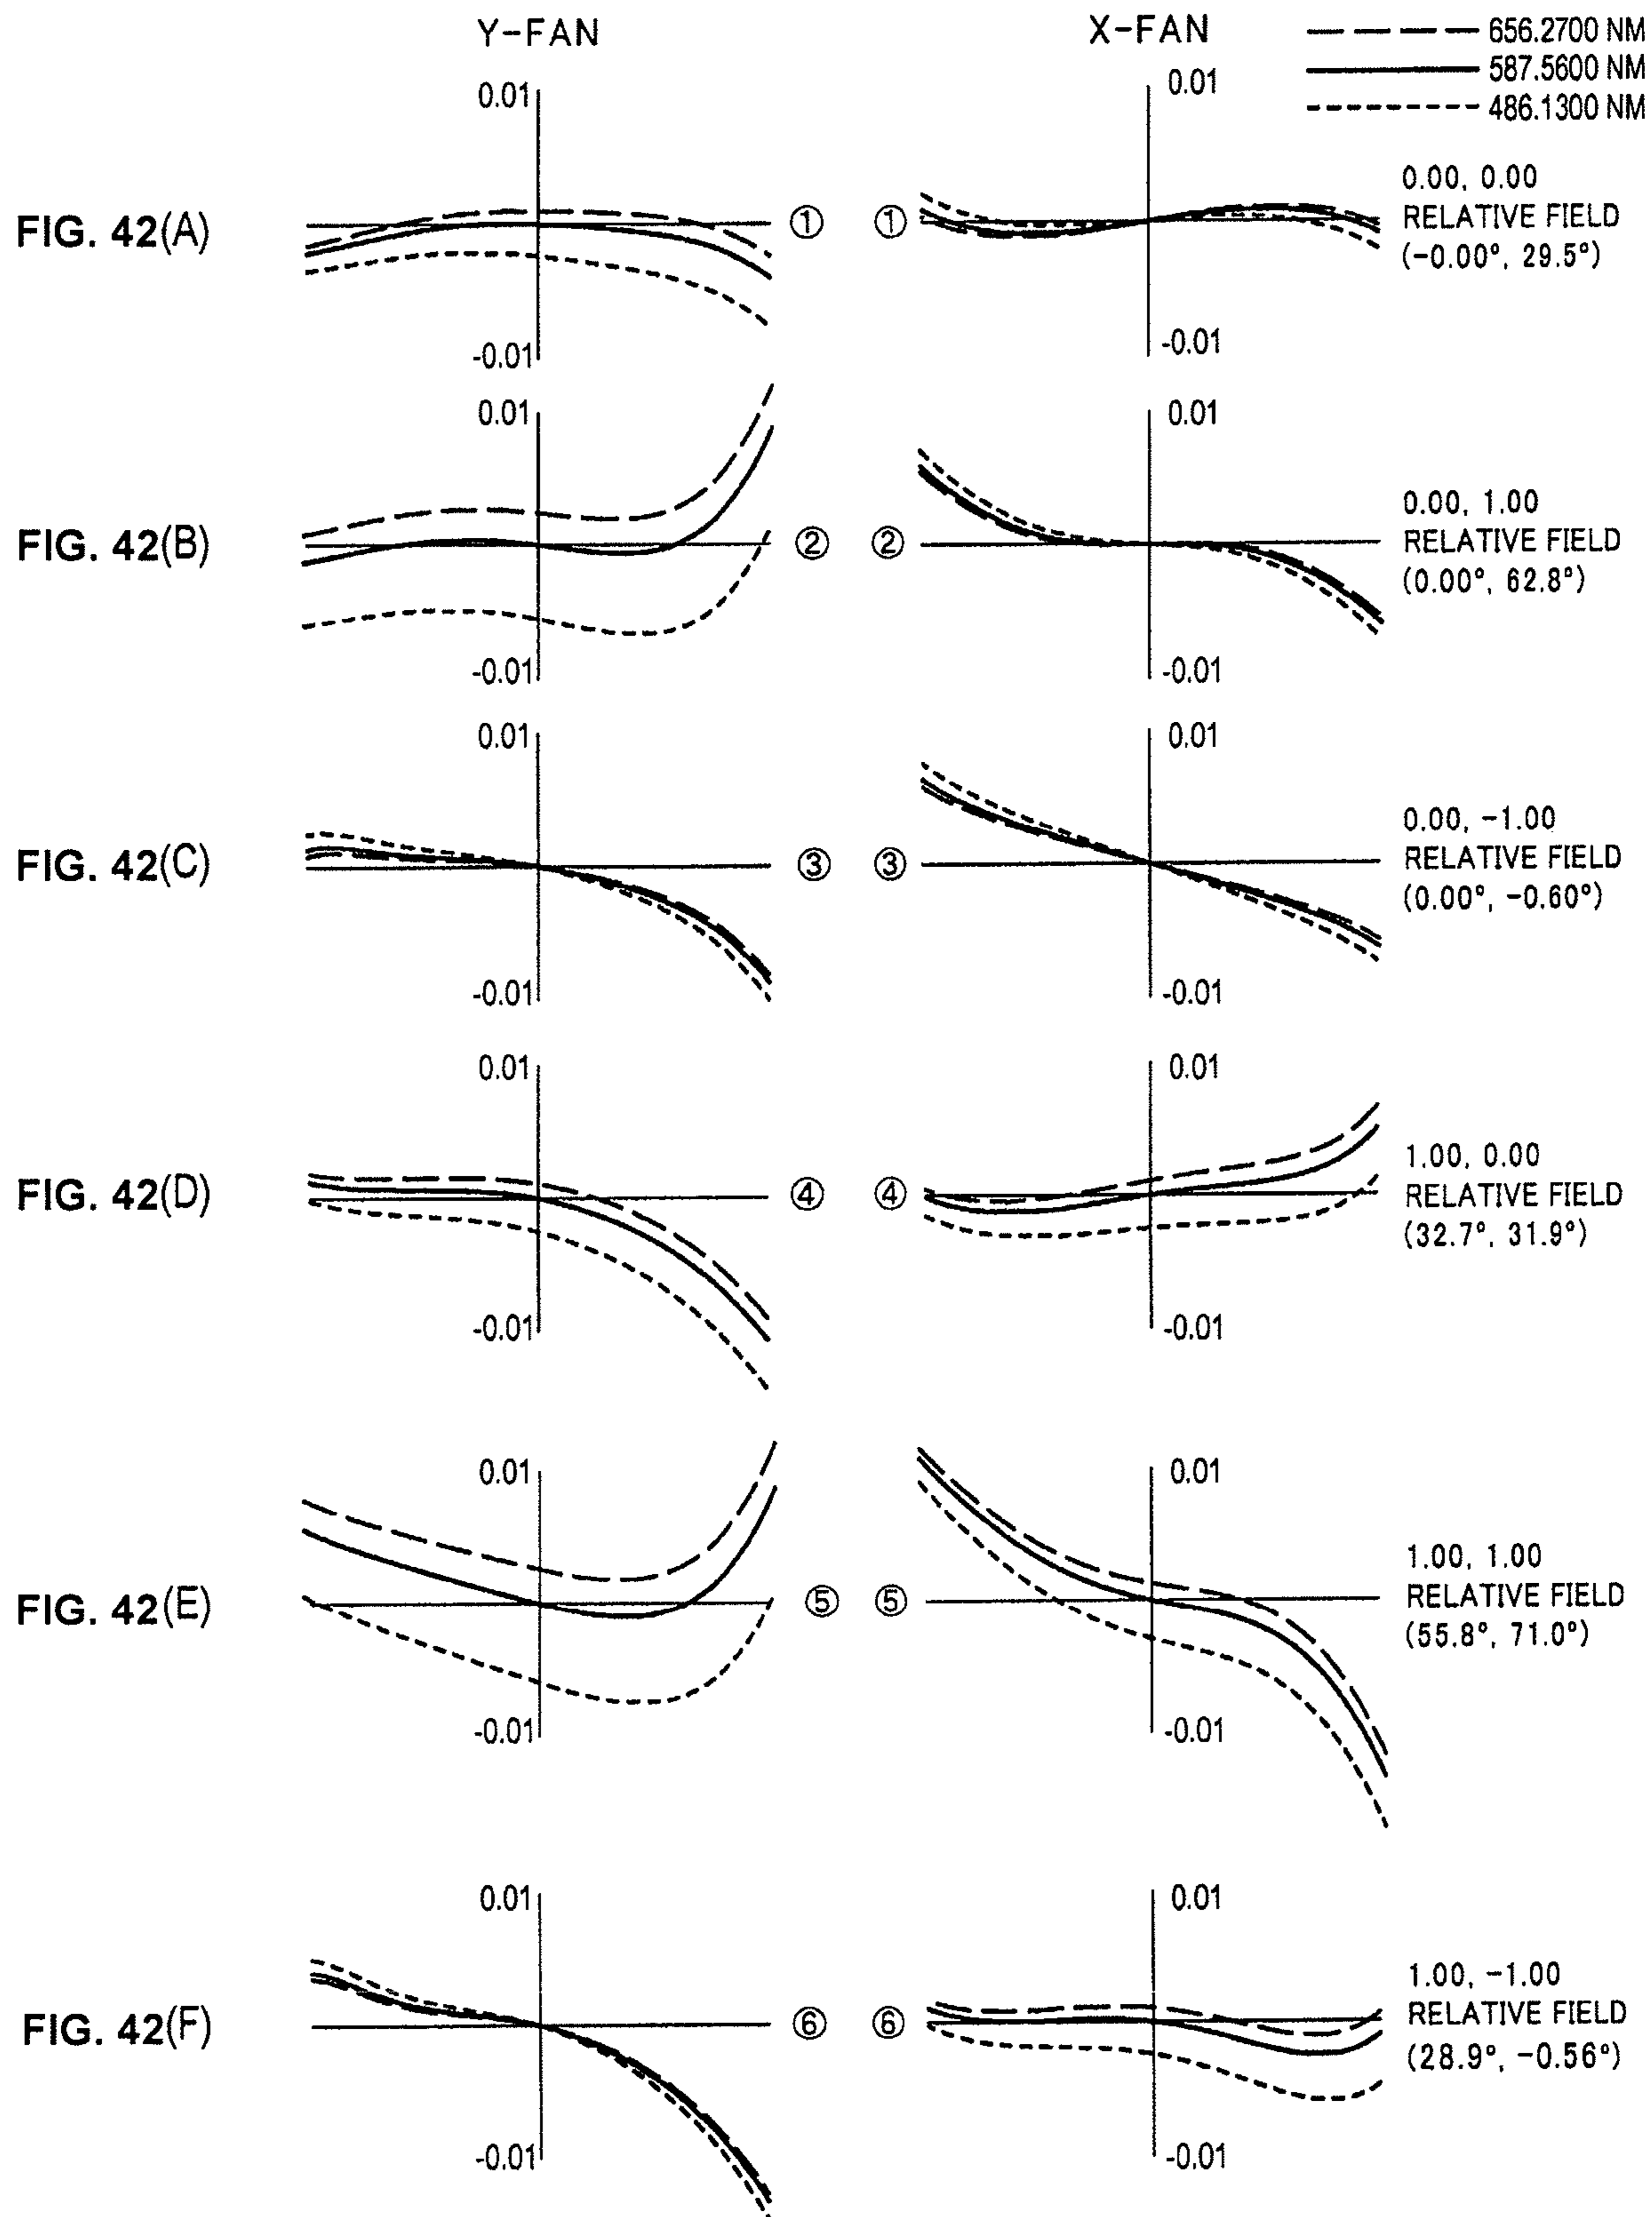 Y-FAN
X-FAN
656.2700 NM
587.5600 NM
486.1300 NM
FIG. 42(A)
0.01
-0.01
①
①
0.01
-0.01
0.00, 0.00
RELATIVE FIELD
(-0.00°, 29.5°)
FIG. 42(B)
0.01
-0.01
②
②
0.01
-0.01
0.00, 1.00
RELATIVE FIELD
(0.00°, 62.8°)
FIG. 42(C)
0.01
-0.01
③
③
0.01
-0.01
0.00, -1.00
RELATIVE FIELD
(0.00°, -0.60°)
FIG. 42(D)
0.01
-0.01
④
④
0.01
-0.01
1.00, 0.00
RELATIVE FIELD
(32.7°, 31.9°)
FIG. 42(E)
0.01
-0.01
⑤
⑤
0.01
-0.01
1.00, 1.00
RELATIVE FIELD
(55.8°, 71.0°)
FIG. 42(F)
0.01
-0.01
⑥
⑥
0.01
-0.01
1.00, -1.00
RELATIVE FIELD
(28.9°, -0.56°)